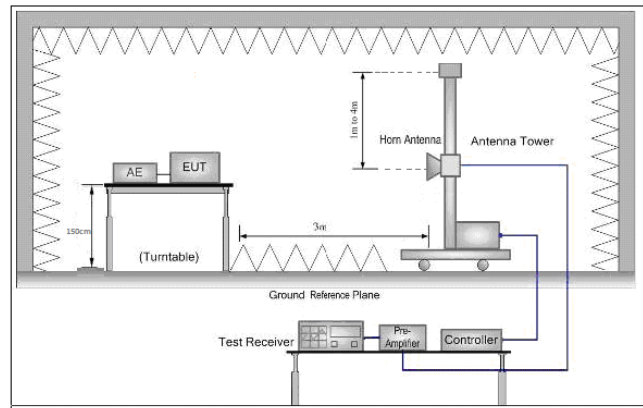 1m to 4m
Horn Antenna
Antenna Tower
AE
EUT
150cm
(Turntable)
3m
Ground Reference Plane
Test Receiver
Pre-
Amplifier
Controller